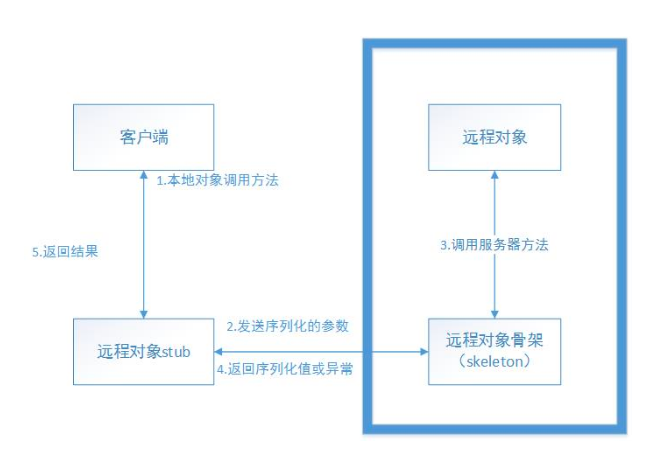 客户端
远程对象
1.本地对象调用方法
5.返回结果
3.调用服务器方法
2.发送序列化的参数
远程对象stub
远程对象骨架
（skeleton）
4.返回序列化值或异常